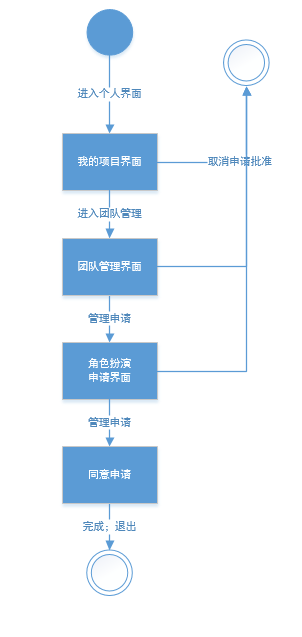 进入个人界面
我的项目界面
取消申请批准
进入团队管理
团队管理界面
管理申请
角色扮演
申请界面
管理申请
同意申请
完成；退出